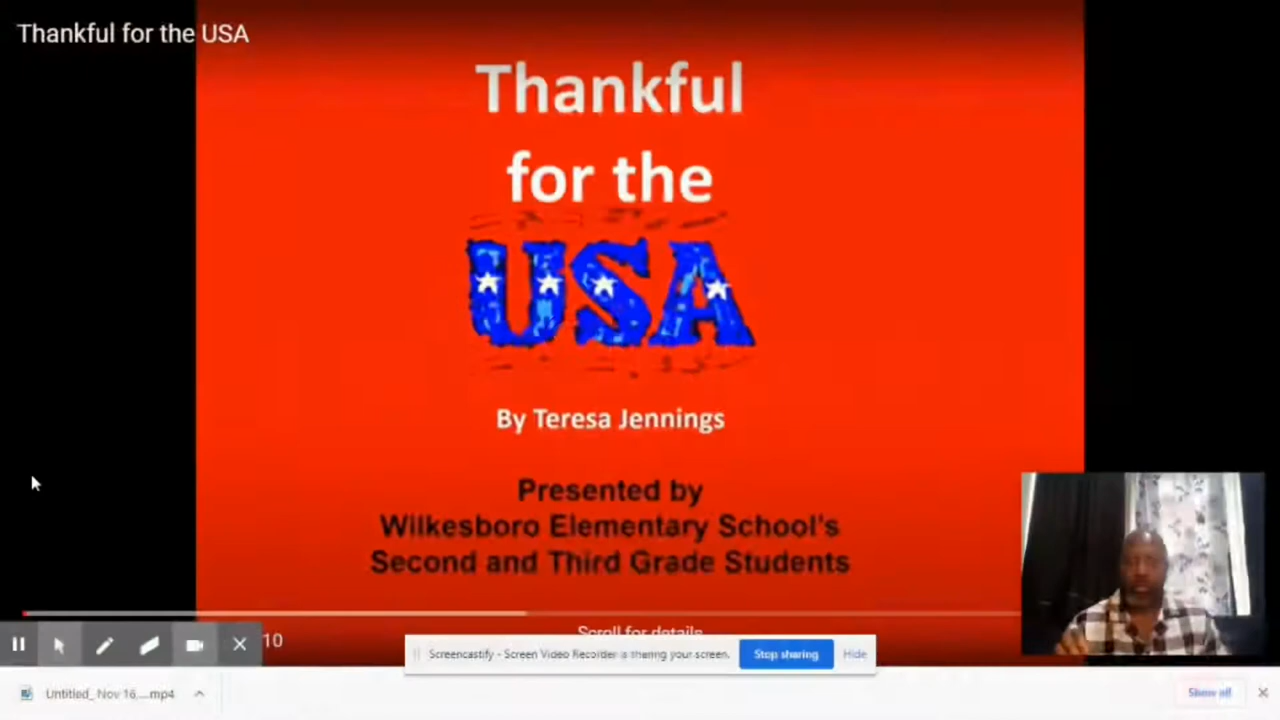 Thankful for the USA
Thankful
for the
USA
By Teresa Jennings
Presented by
Wilkesboro Elementary School's
Second and Third Grade Students
10
Scroll for details
Screencastify - Screen Video Recorder is sharing your screen.
Stop sharing
Hide
Untitled_ Nov 16,....mp4
Show all